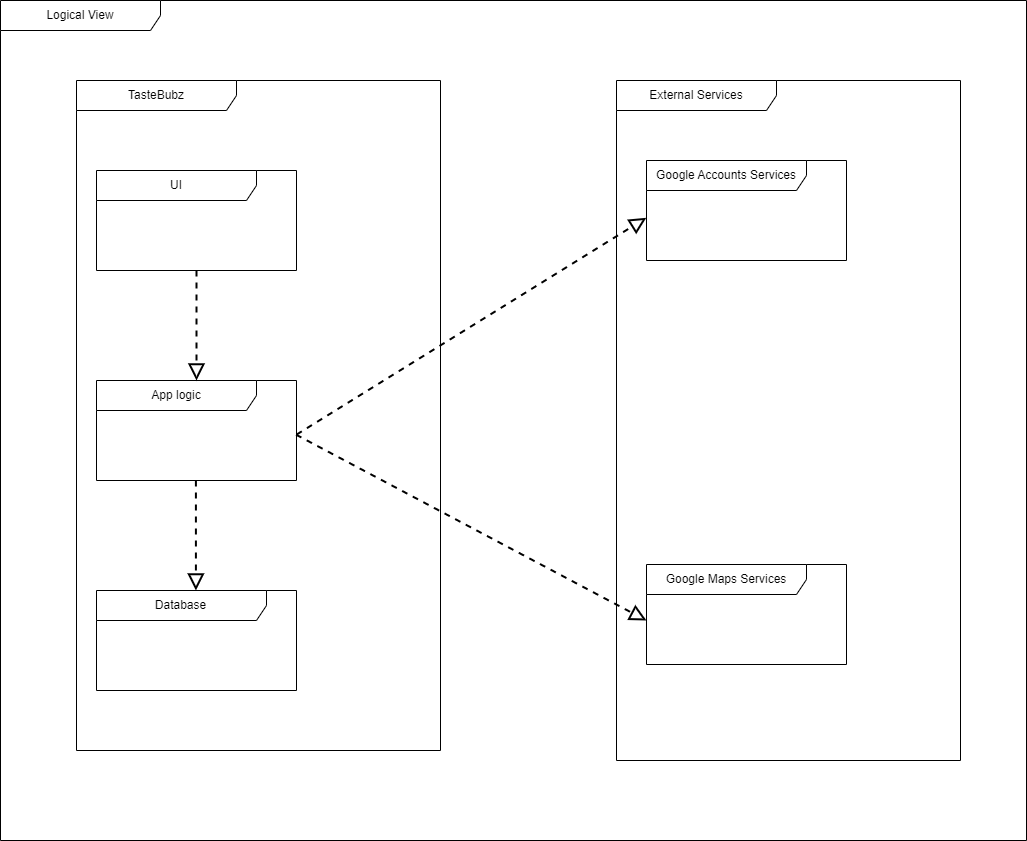 Logical View
TasteBubz
UI
App logic
Database
External Services
Google Accounts Services
Google Maps Services